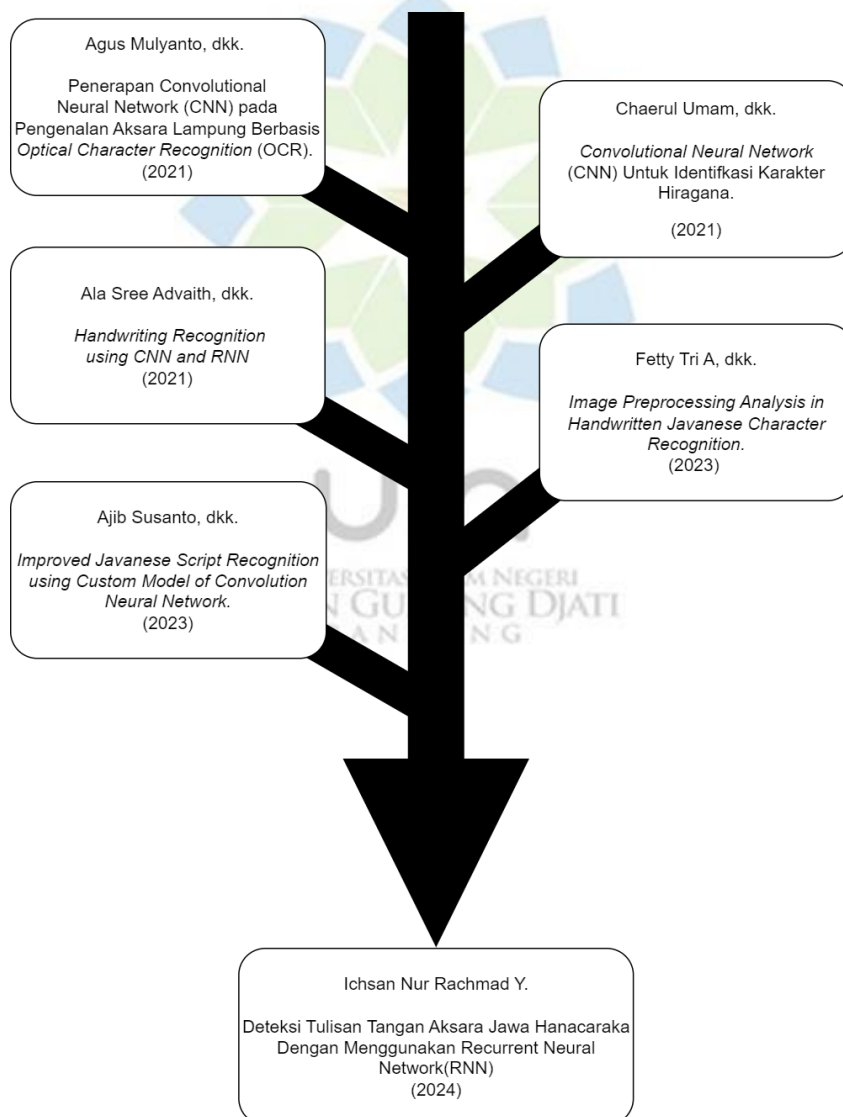 Agus Mulyanto, dkk.
Penerapan Convolutional
Neural Network (CNN) pada
Pengenalan Aksara Lampung Berbasis
Optical Character Recognition (OCR).
(2021)
Chaerul Umam, dkk.
Convolutional Neural Network
(CNN) Untuk Identifkasi Karakter
Hiragana.
(2021)
Ala Sree Advaith, dkk.
Handwriting Recognition
using CNN and RNN
(2021)
Fetty Tri A, dkk.
Image Preprocessing Analysis in
Handwritten Javanese Character
Recognition.
(2023)
Ajib Susanto, dkk.
Improved Javanese Script Recognition
using Custom Model of Convolution
Neural Network.
(2023)
NEGERI
DJATI
Ichsan Nur Rachmad Y.
Deteksi Tulisan Tangan Aksara Jawa Hanacaraka
Dengan Menggunakan Recurrent Neural
Network(RNN)
(2024)